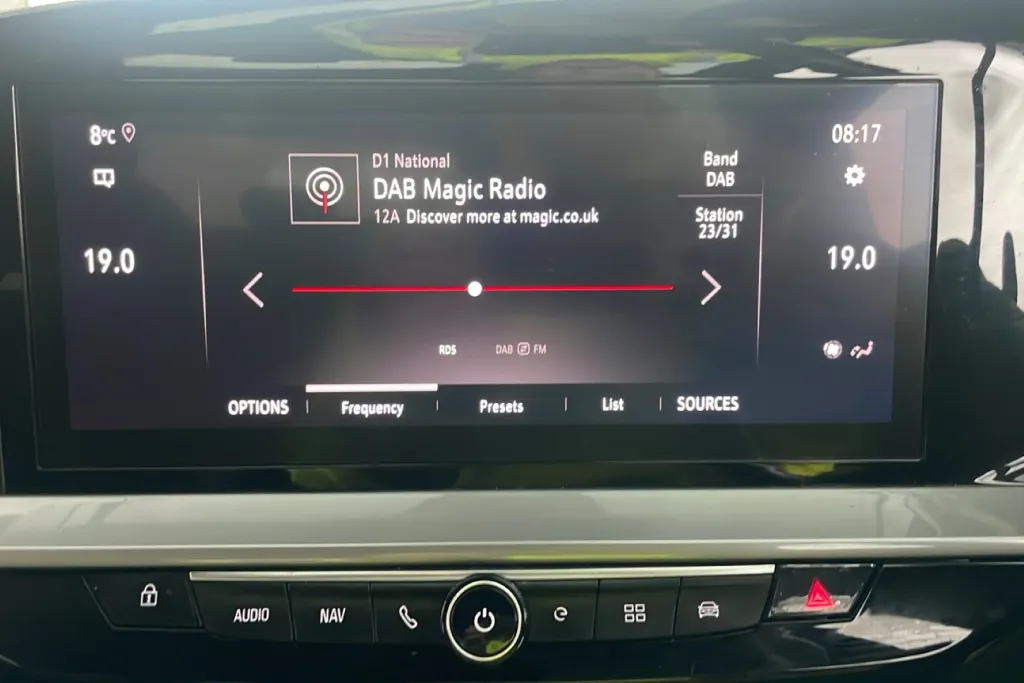 8°C
08:17
D1 National
DAB Magic Radio
12A Discover more at magic.co.uk
Band
DAB
Station
23/31
19.0
19.0
RDS
DAB FM
OPTIONS
Frequency
Presets
List
SOURCES
AUDIO
NAV